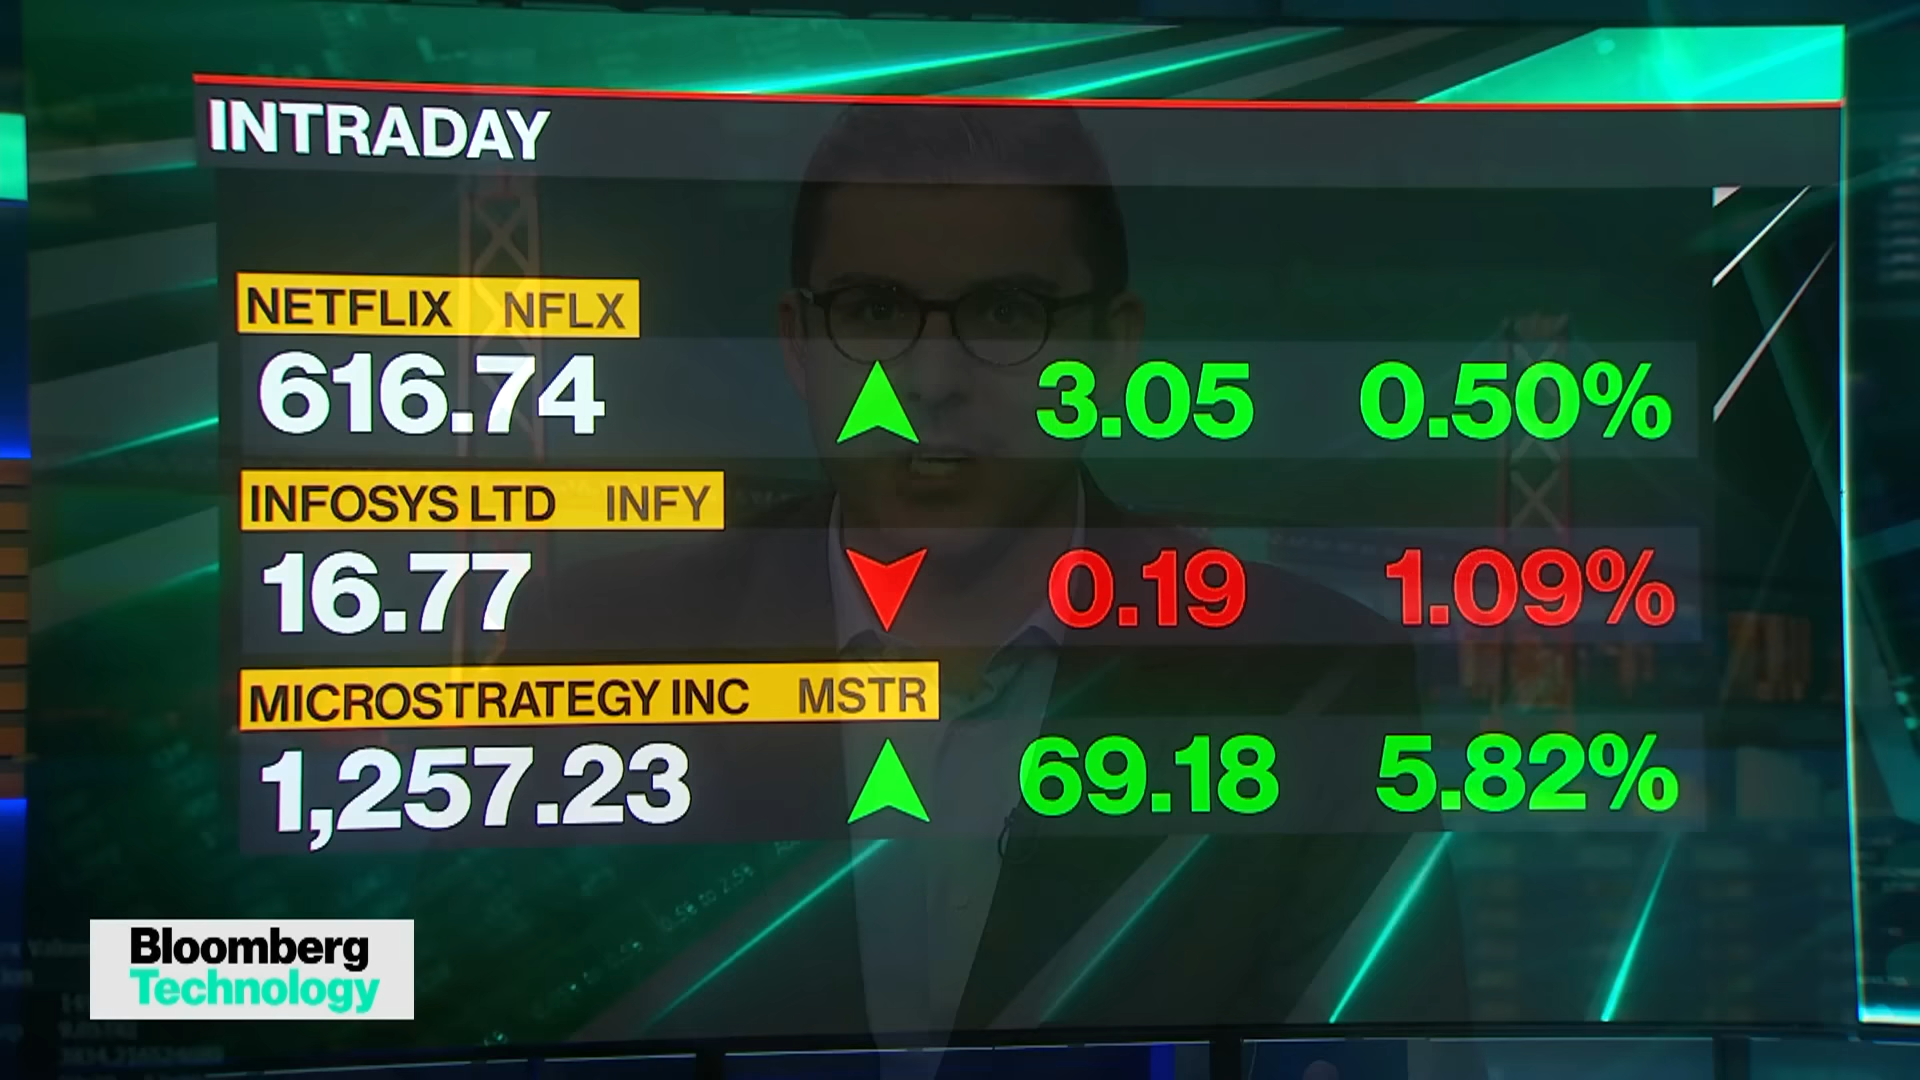 INTRADAY
NETFLIX NFLX
616.74 3.05 0.50%
INFOSYS LTD INFY
16.77 0.19 1.09%
MICROSTRATEGY INC MSTR
1,257.23 69.18 5.82%
Bloomberg
Technology